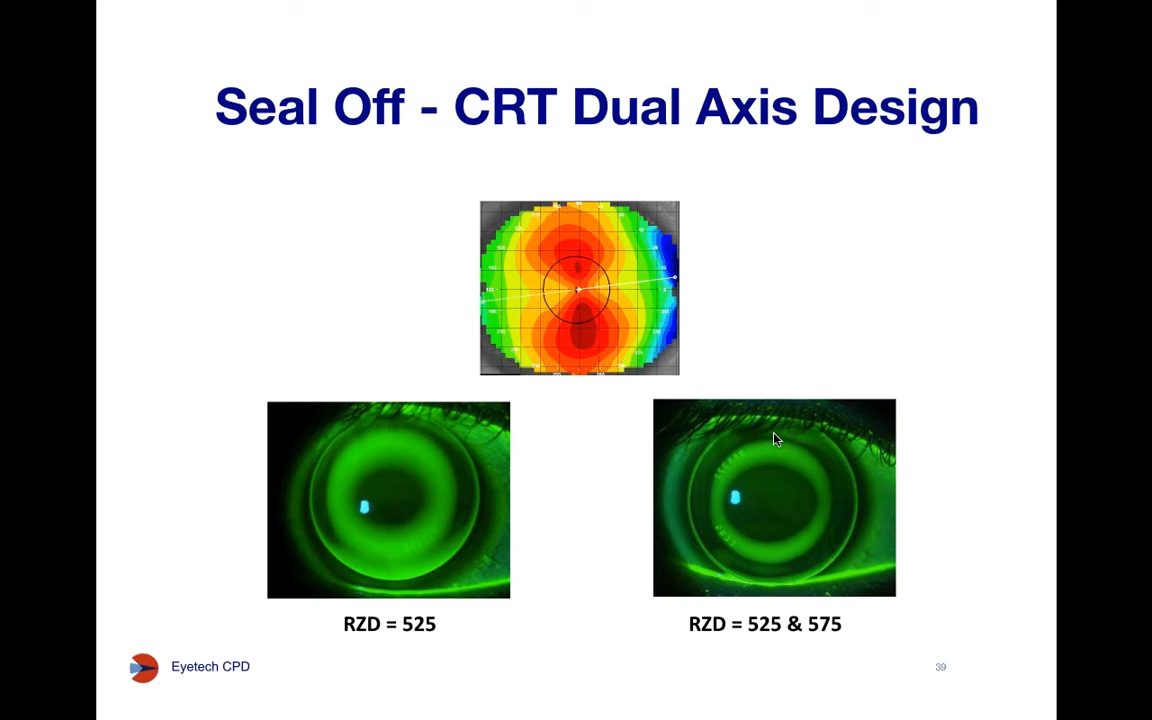 Seal Off - CRT Dual Axis Design
RZD = 525
RZD = 525 & 575
Eyetech CPD
39